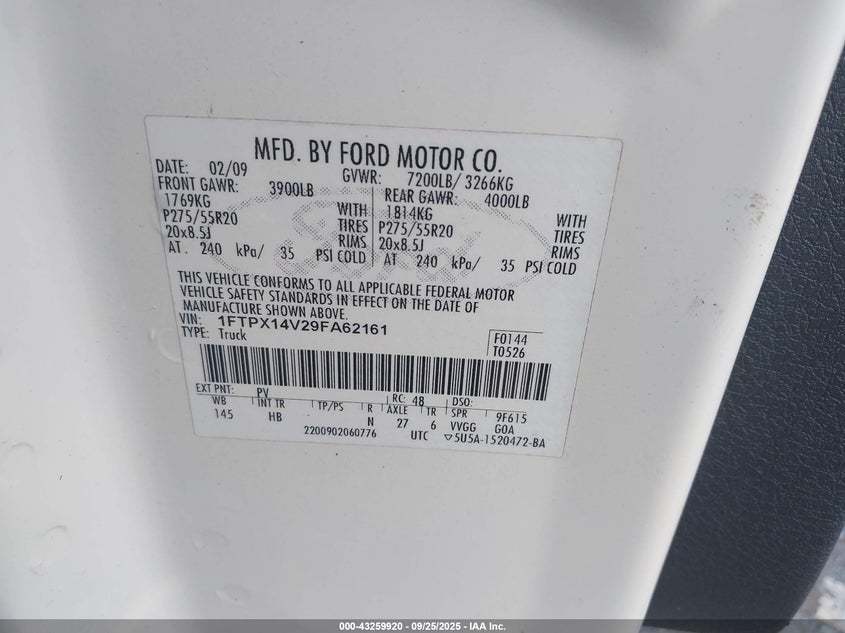 MFD. BY FORD MOTOR CO.
DATE: 02/09 GVWR: 7200LB/ 3266KG
FRONT GAWR: 3900LB REAR GAWR: 4000LB
1769KG WITH 1814KG WITH
P275/55R20 TIRES P275/55R20 TIRES
20x8.5J RIMS 20x8.5J RIMS
AT 240 kPa/ 35 PSI COLD AT 240 kPa/ 35 PSI COLD
THIS VEHICLE CONFORMS TO ALL APPLICABLE FEDERAL MOTOR
VEHICLE SAFETY STANDARDS IN EFFECT ON THE DATE OF
MANUFACTURE SHOWN ABOVE.
VIN: 1FTPX14V29FA62161 F0144
TYPE: Truck T0526
EXT PNT: PV RC: 48 DSO:
WB INT TR TP/PS R AXLE TR SPR 9F615
145 HB N 27 6 VVGG GOA
2200902060776 UTC ▽5U5A-1520472-BA
Ford
000-43259920 - 09/25/2025 - IAA Inc.